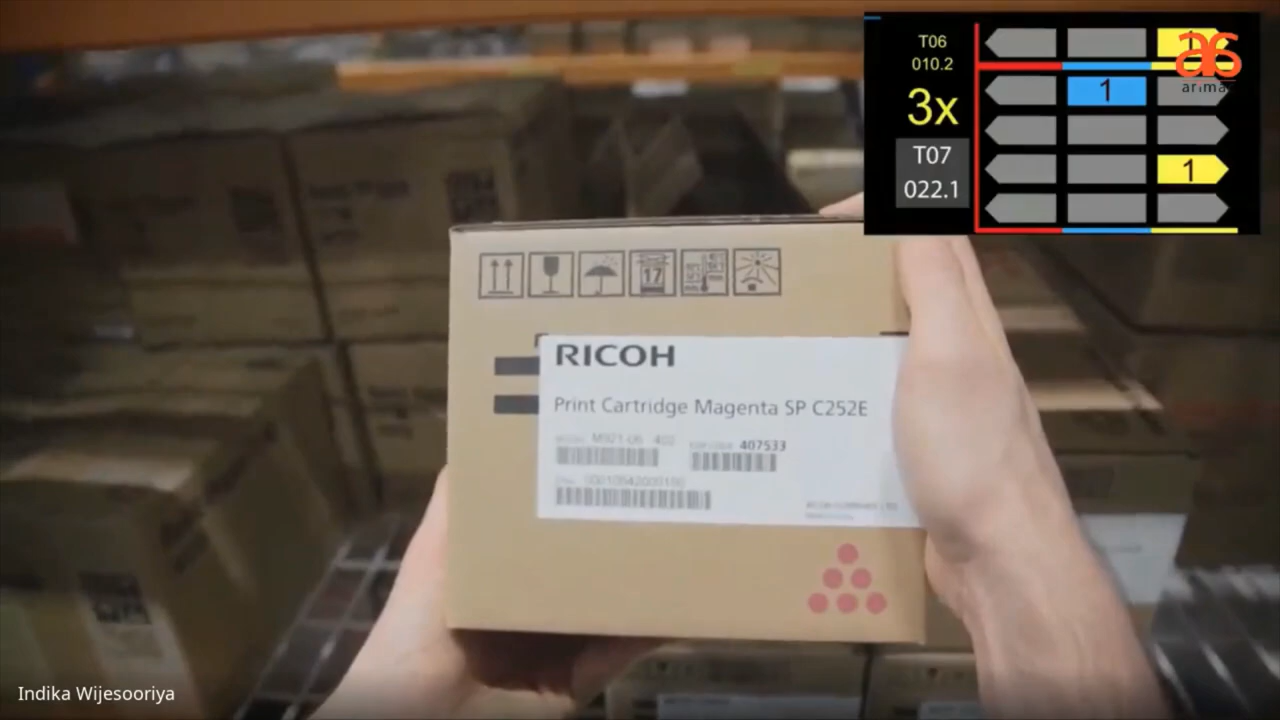 T06
010.2
3x
T07
022.1
1
1
arimac
17
RICOH
Print Cartridge Magenta SP C252E
407533
Indika Wijesooriya